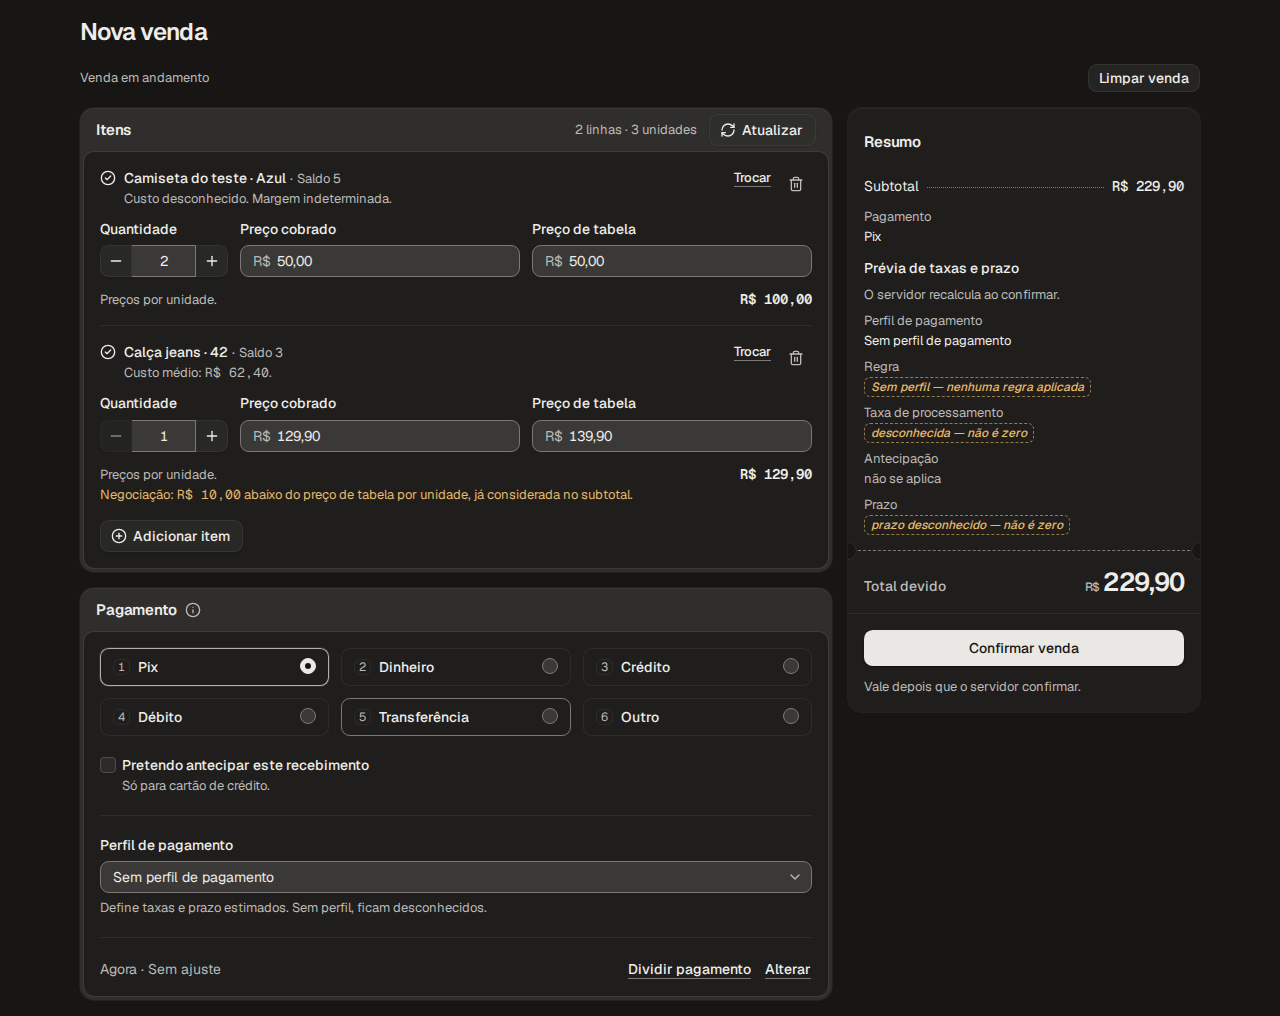 Nova venda
Venda em andamento
Limpar venda
Itens
2 linhas · 3 unidades
Atualizar
Camiseta do teste · Azul · Saldo 5
Trocar
Custo desconhecido. Margem indeterminada.
Quantidade
Preço cobrado
Preço de tabela
2
R$ 50,00
R$ 50,00
Preços por unidade.
R$ 100,00
Calça jeans · 42 · Saldo 3
Trocar
Custo médio: R$ 62,40.
Quantidade
Preço cobrado
Preço de tabela
1
R$ 129,90
R$ 139,90
Preços por unidade.
R$ 129,90
Negociação: R$ 10,00 abaixo do preço de tabela por unidade, já considerada no subtotal.
Adicionar item
Pagamento
1 Pix
2 Dinheiro
3 Crédito
4 Débito
5 Transferência
6 Outro
Pretendo antecipar este recebimento
Só para cartão de crédito.
Perfil de pagamento
Sem perfil de pagamento
Define taxas e prazo estimados. Sem perfil, ficam desconhecidos.
Agora · Sem ajuste
Dividir pagamento
Alterar
Resumo
Subtotal
R$ 229,90
Pagamento
Pix
Prévia de taxas e prazo
O servidor recalcula ao confirmar.
Perfil de pagamento
Sem perfil de pagamento
Regra
Sem perfil — nenhuma regra aplicada
Taxa de processamento
desconhecida — não é zero
Antecipação
não se aplica
Prazo
prazo desconhecido — não é zero
Total devido
R$ 229,90
Confirmar venda
Vale depois que o servidor confirmar.